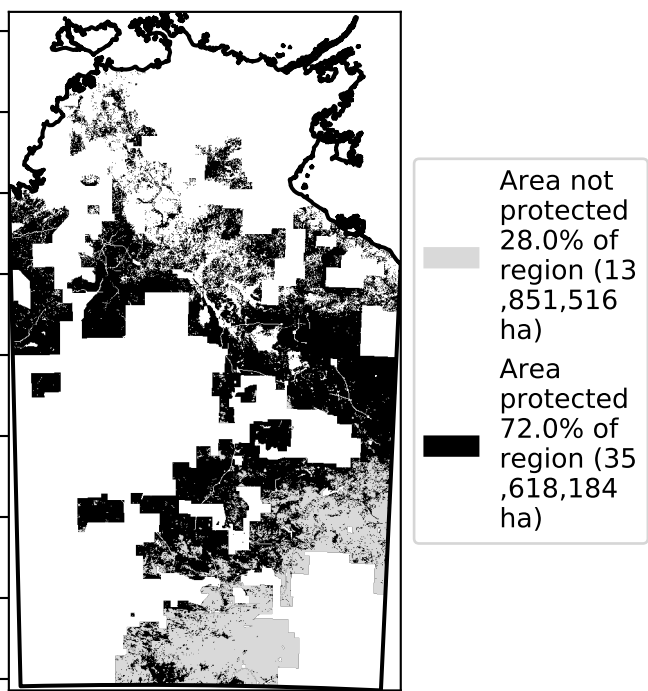 Area not
protected
28.0% of
region (13
,851,516
ha)
Area
protected
72.0% of
region (35
,618,184
ha)